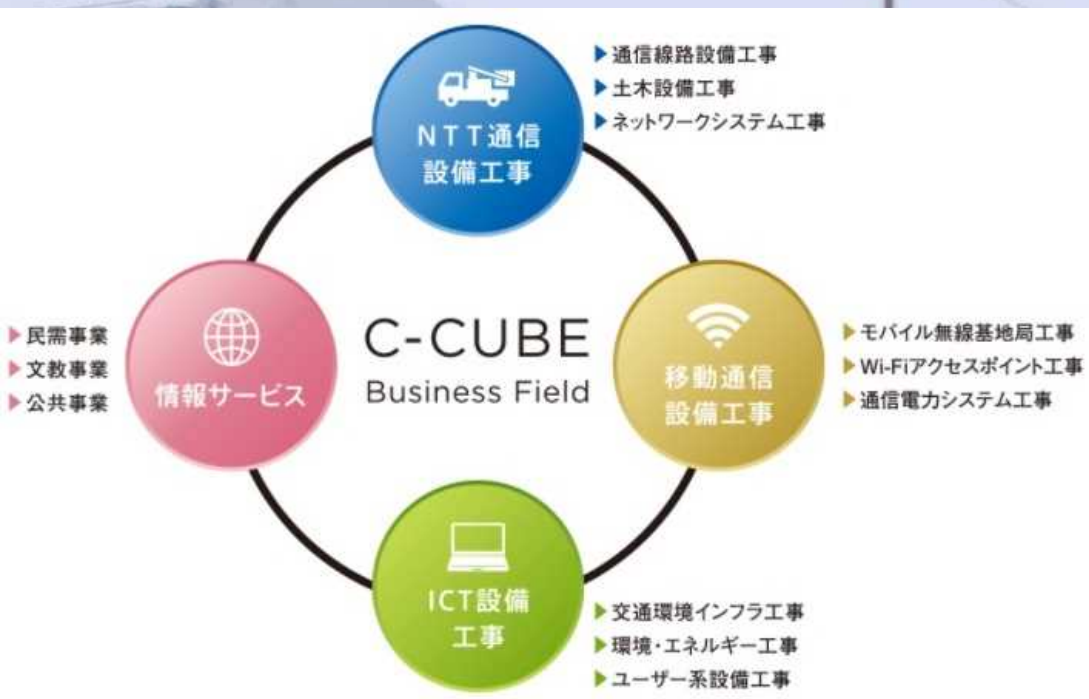 ▶通信線路設備工事
▶土木設備工事
▶ネットワークシステム工事
NTT通信
設備工事
C-CUBE
Business Field
▶民需事業
▶文教事業
▶公共事業
情報サービス
移動通信
設備工事
▶モバイル無線基地局工事
▶Wi-Fiアクセスポイント工事
▶通信電力システム工事
ICT設備
工事
▶交通環境インフラ工事
▶環境・エネルギー工事
▶ユーザー系設備工事